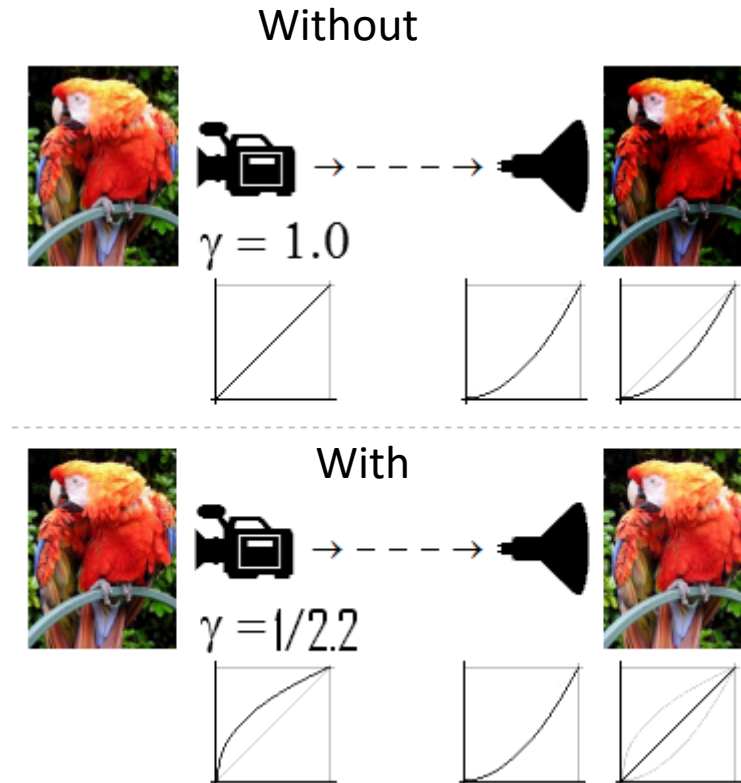 Without
γ = 1.0
With
γ = 1/2.2